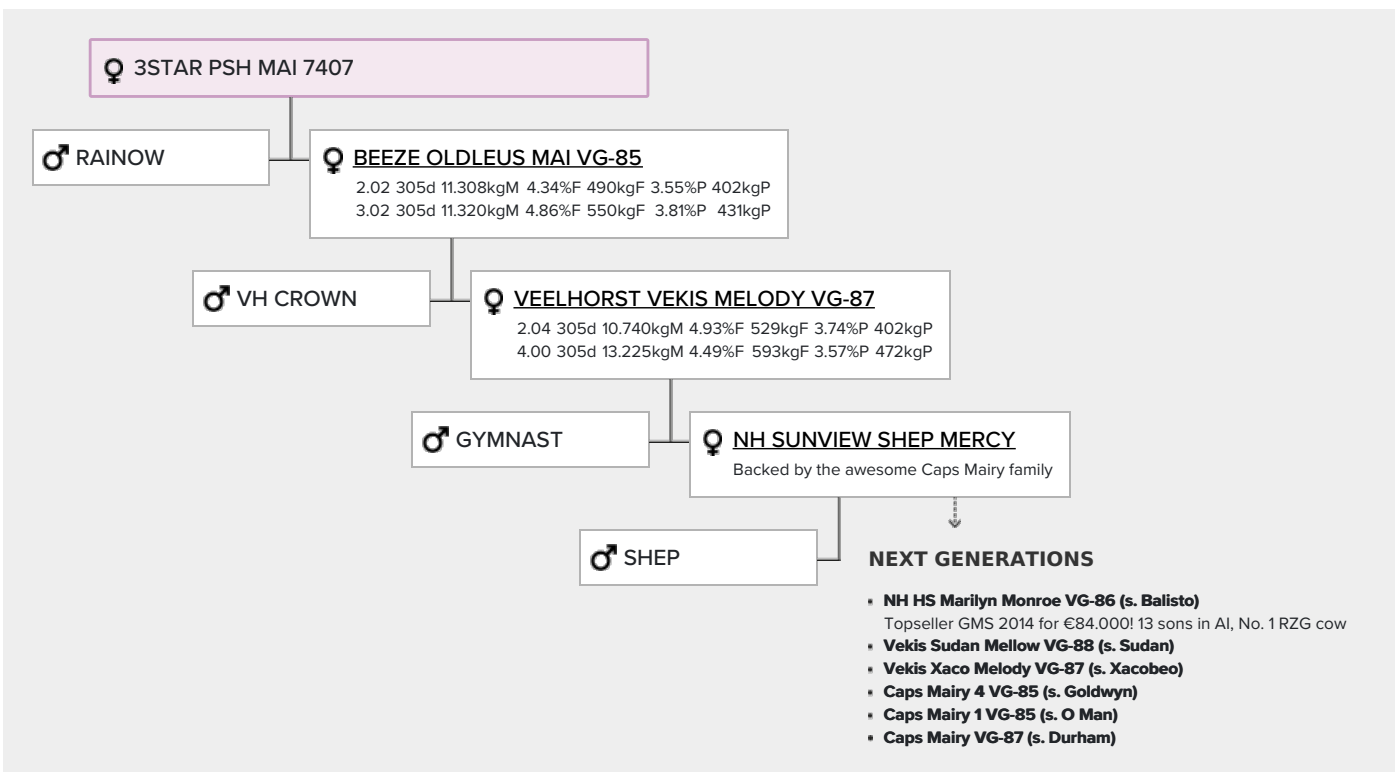 ♀ 3STAR PSH MAI 7407
♂ RAINOW
♀ BEEZE OLDLEUS MAI VG-85
2.02 305d 11.308kgM 4.34%F 490kgF 3.55%P 402kgP
3.02 305d 11.320kgM 4.86%F 550kgF 3.81%P 431kgP
♂ VH CROWN
♀ VEELHORST VEKIS MELODY VG-87
2.04 305d 10.740kgM 4.93%F 529kgF 3.74%P 402kgP
4.00 305d 13.225kgM 4.49%F 593kgF 3.57%P 472kgP
♂ GYMNAST
♀ NH SUNVIEW SHEP MERCY
Backed by the awesome Caps Mairy family
♂ SHEP
NEXT GENERATIONS
▪ NH HS Marilyn Monroe VG-86 (s. Balisto)
Topseller GMS 2014 for €84.000! 13 sons in AI, No. 1 RZG cow
▪ Vekis Sudan Mellow VG-88 (s. Sudan)
▪ Vekis Xaco Melody VG-87 (s. Xacobeo)
▪ Caps Mairy 4 VG-85 (s. Goldwyn)
▪ Caps Mairy 1 VG-85 (s. O Man)
▪ Caps Mairy VG-87 (s. Durham)